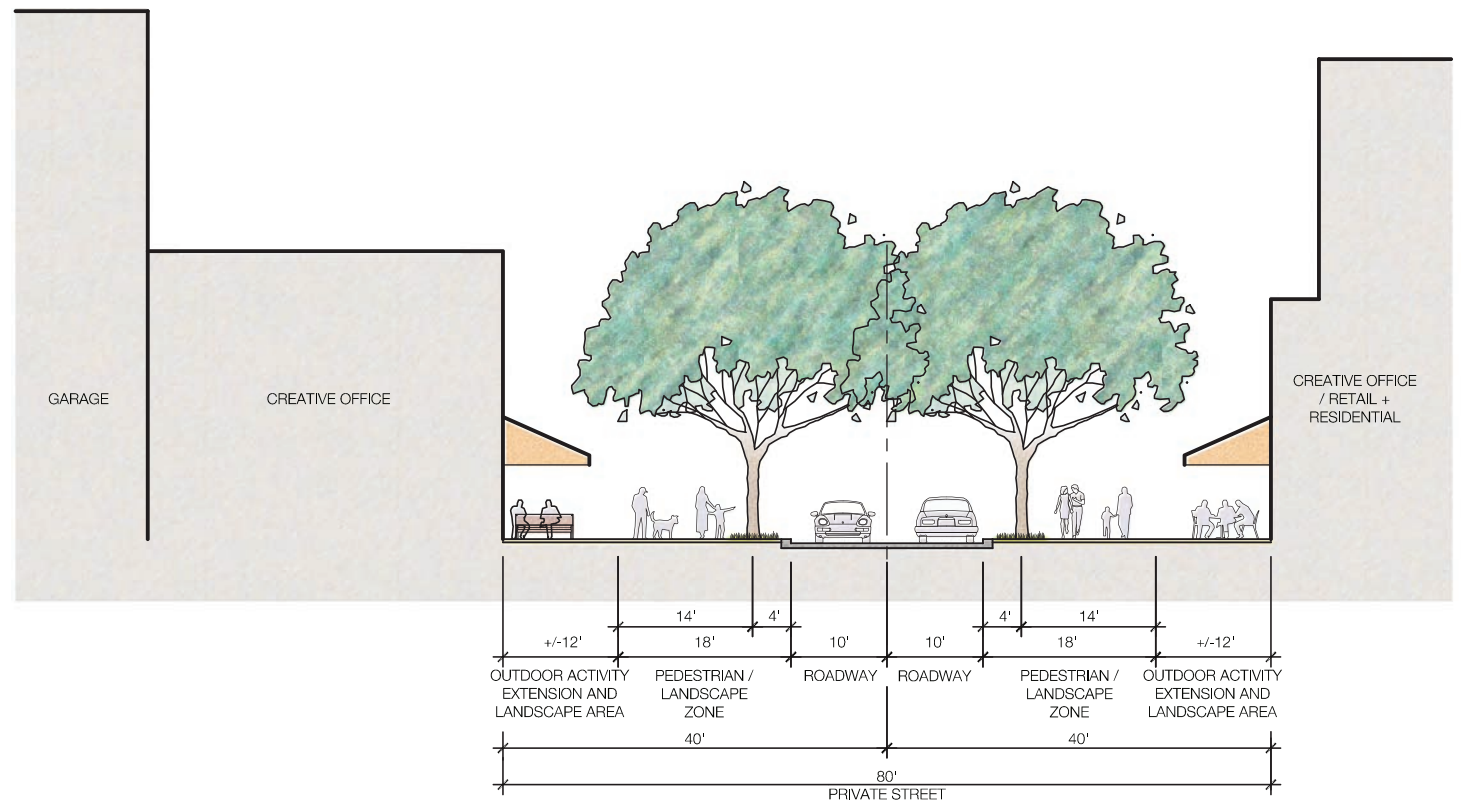 GARAGE
CREATIVE OFFICE
CREATIVE OFFICE
/ RETAIL +
RESIDENTIAL
14'
4'
4'
14'
+/-12'
18'
10'
10'
18'
+/-12'
OUTDOOR ACTIVITY
EXTENSION AND
LANDSCAPE AREA
PEDESTRIAN /
LANDSCAPE
ZONE
ROADWAY
ROADWAY
PEDESTRIAN /
LANDSCAPE
ZONE
OUTDOOR ACTIVITY
EXTENSION AND
LANDSCAPE AREA
40'
40'
80'
PRIVATE STREET